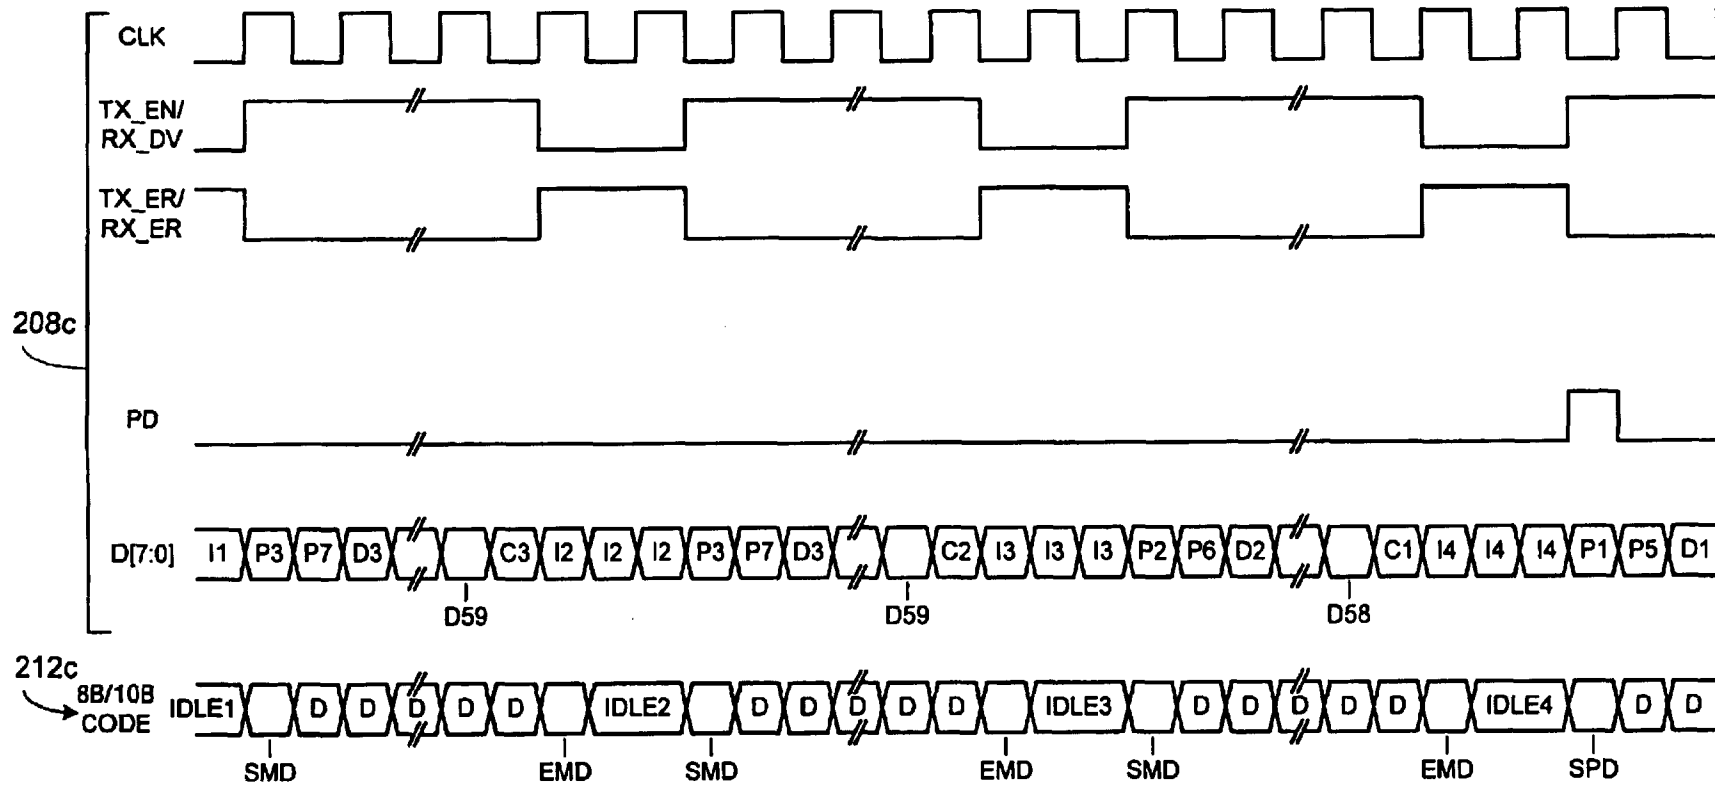 CLK
TX_EN/
RX_DV
TX_ER/
RX_ER
208c
PD
D[7:0] I1 P3 P7 D3 C3 I2 I2 I2 P3 P7 D3 C2 I3 I3 I3 P2 P6 D2 C1 I4 I4 I4 P1 P5 D1
D59 D59 D58
212c
8B/10B
CODE
IDLE1 D D D D D IDLE2 D D D D D IDLE3 D D D D D IDLE4 D D
SMD EMD SMD EMD SMD EMD SPD